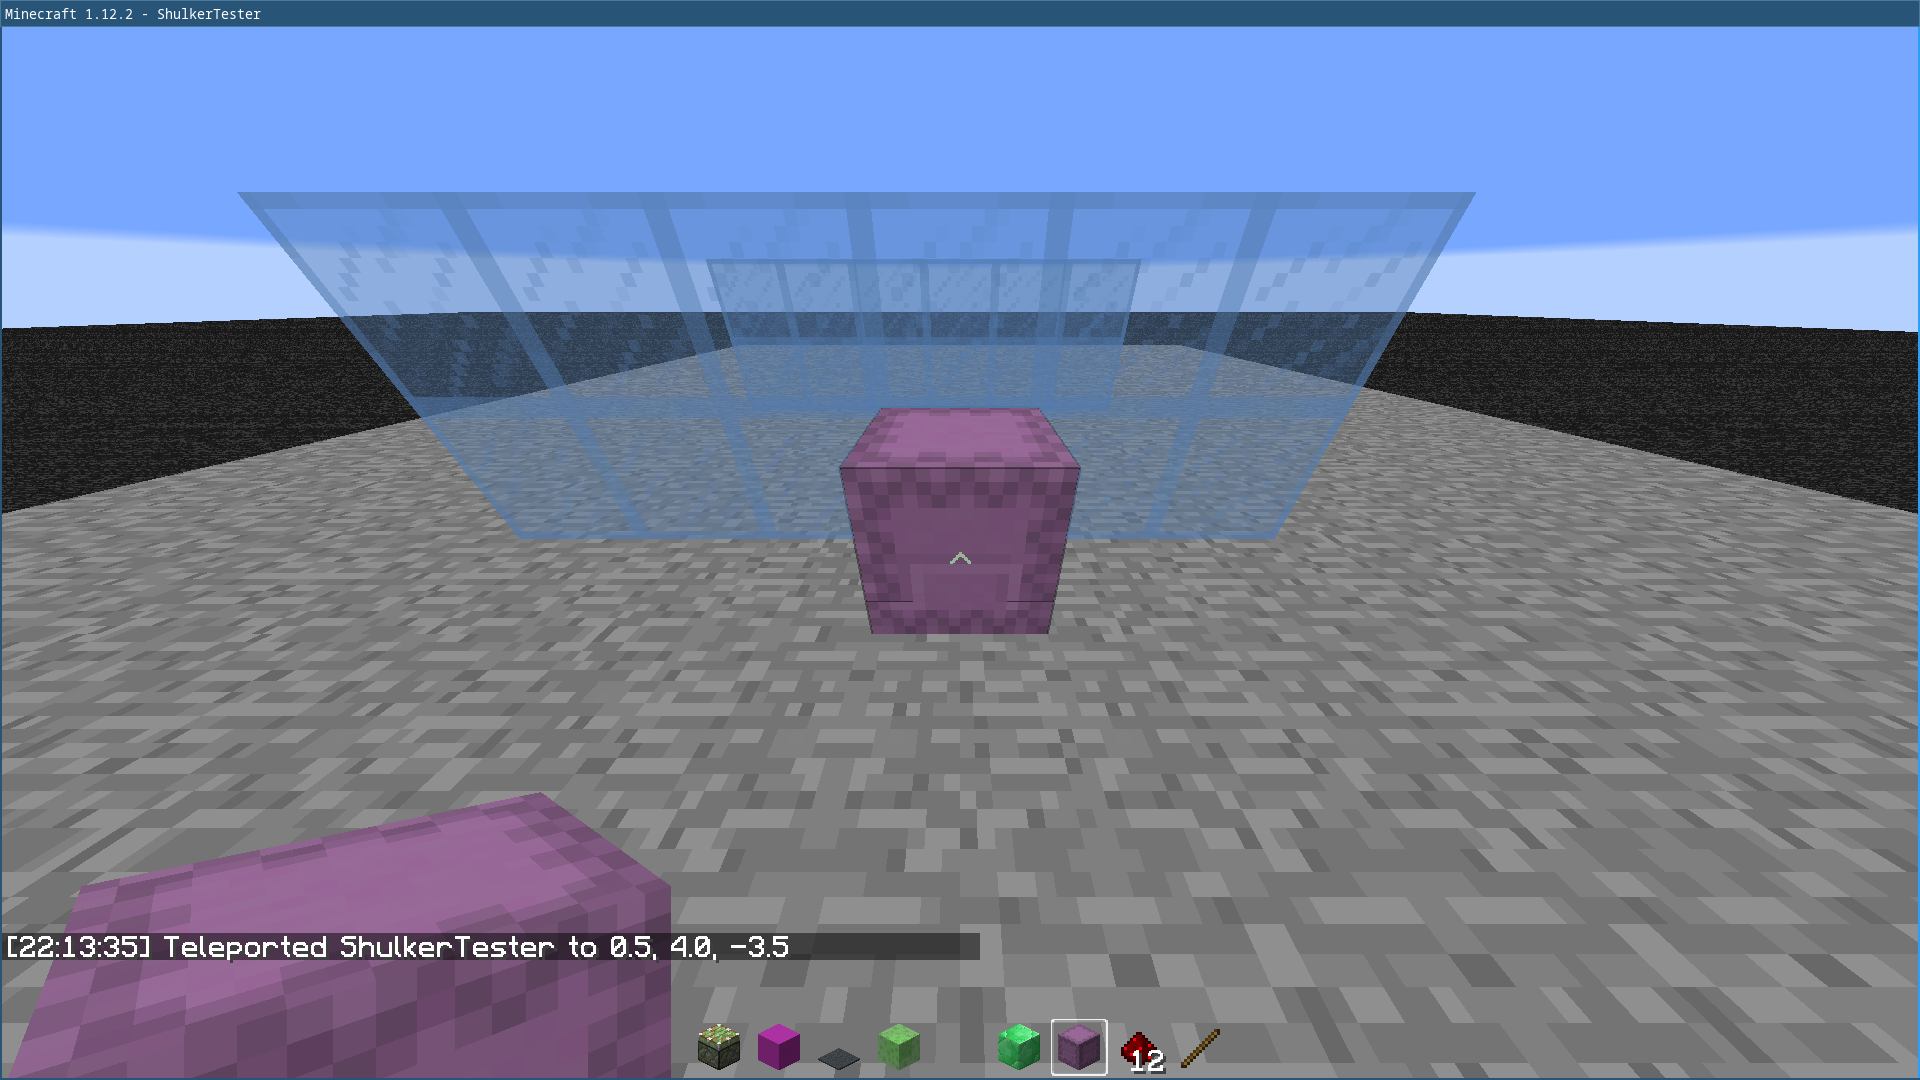 Minecraft 1.12.2 - ShulkerTester
[22:13:35] Teleported ShulkerTester to 0.5, 4.0, -3.5
12